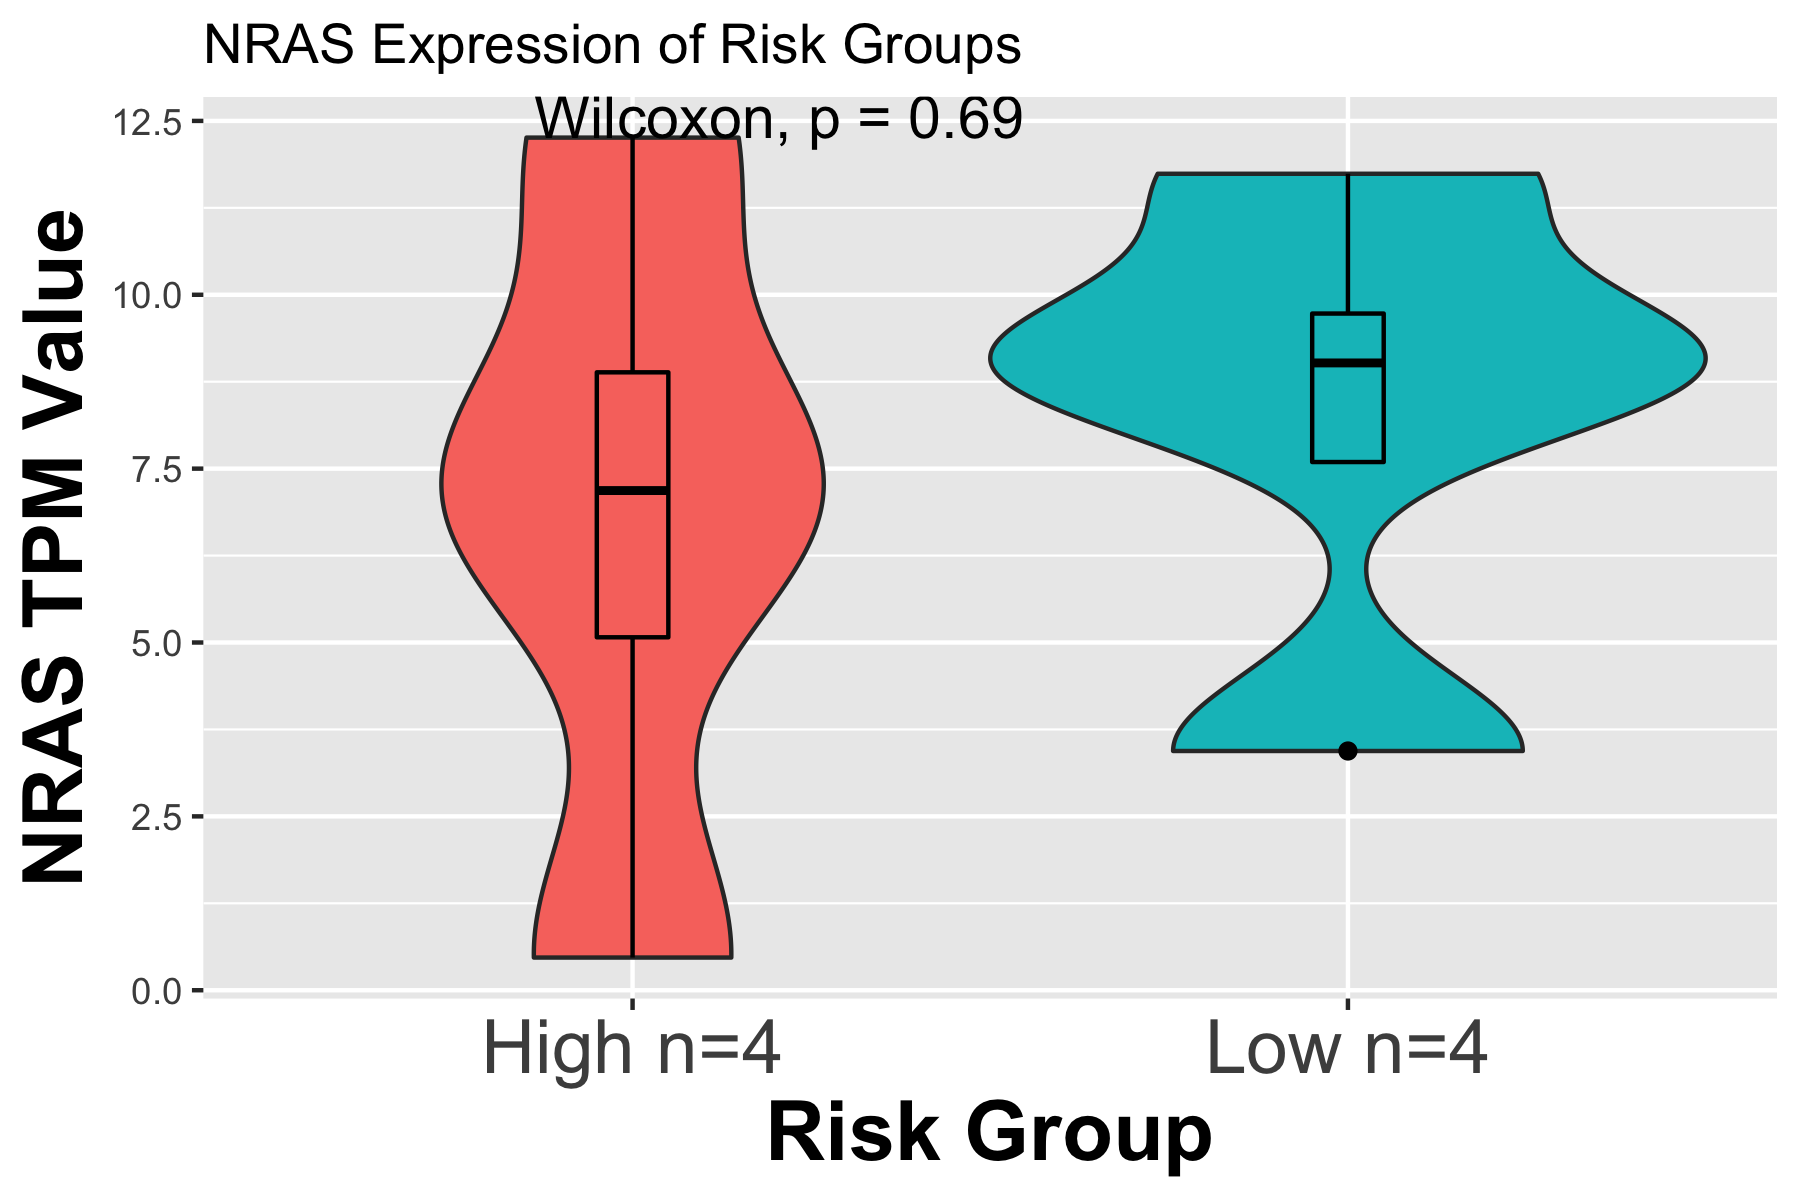 NRAS Expression of Risk Groups
Wilcoxon, p = 0.69
NRAS TPM Value
12.5
10.0
7.5
5.0
2.5
0.0
High n=4
Low n=4
Risk Group